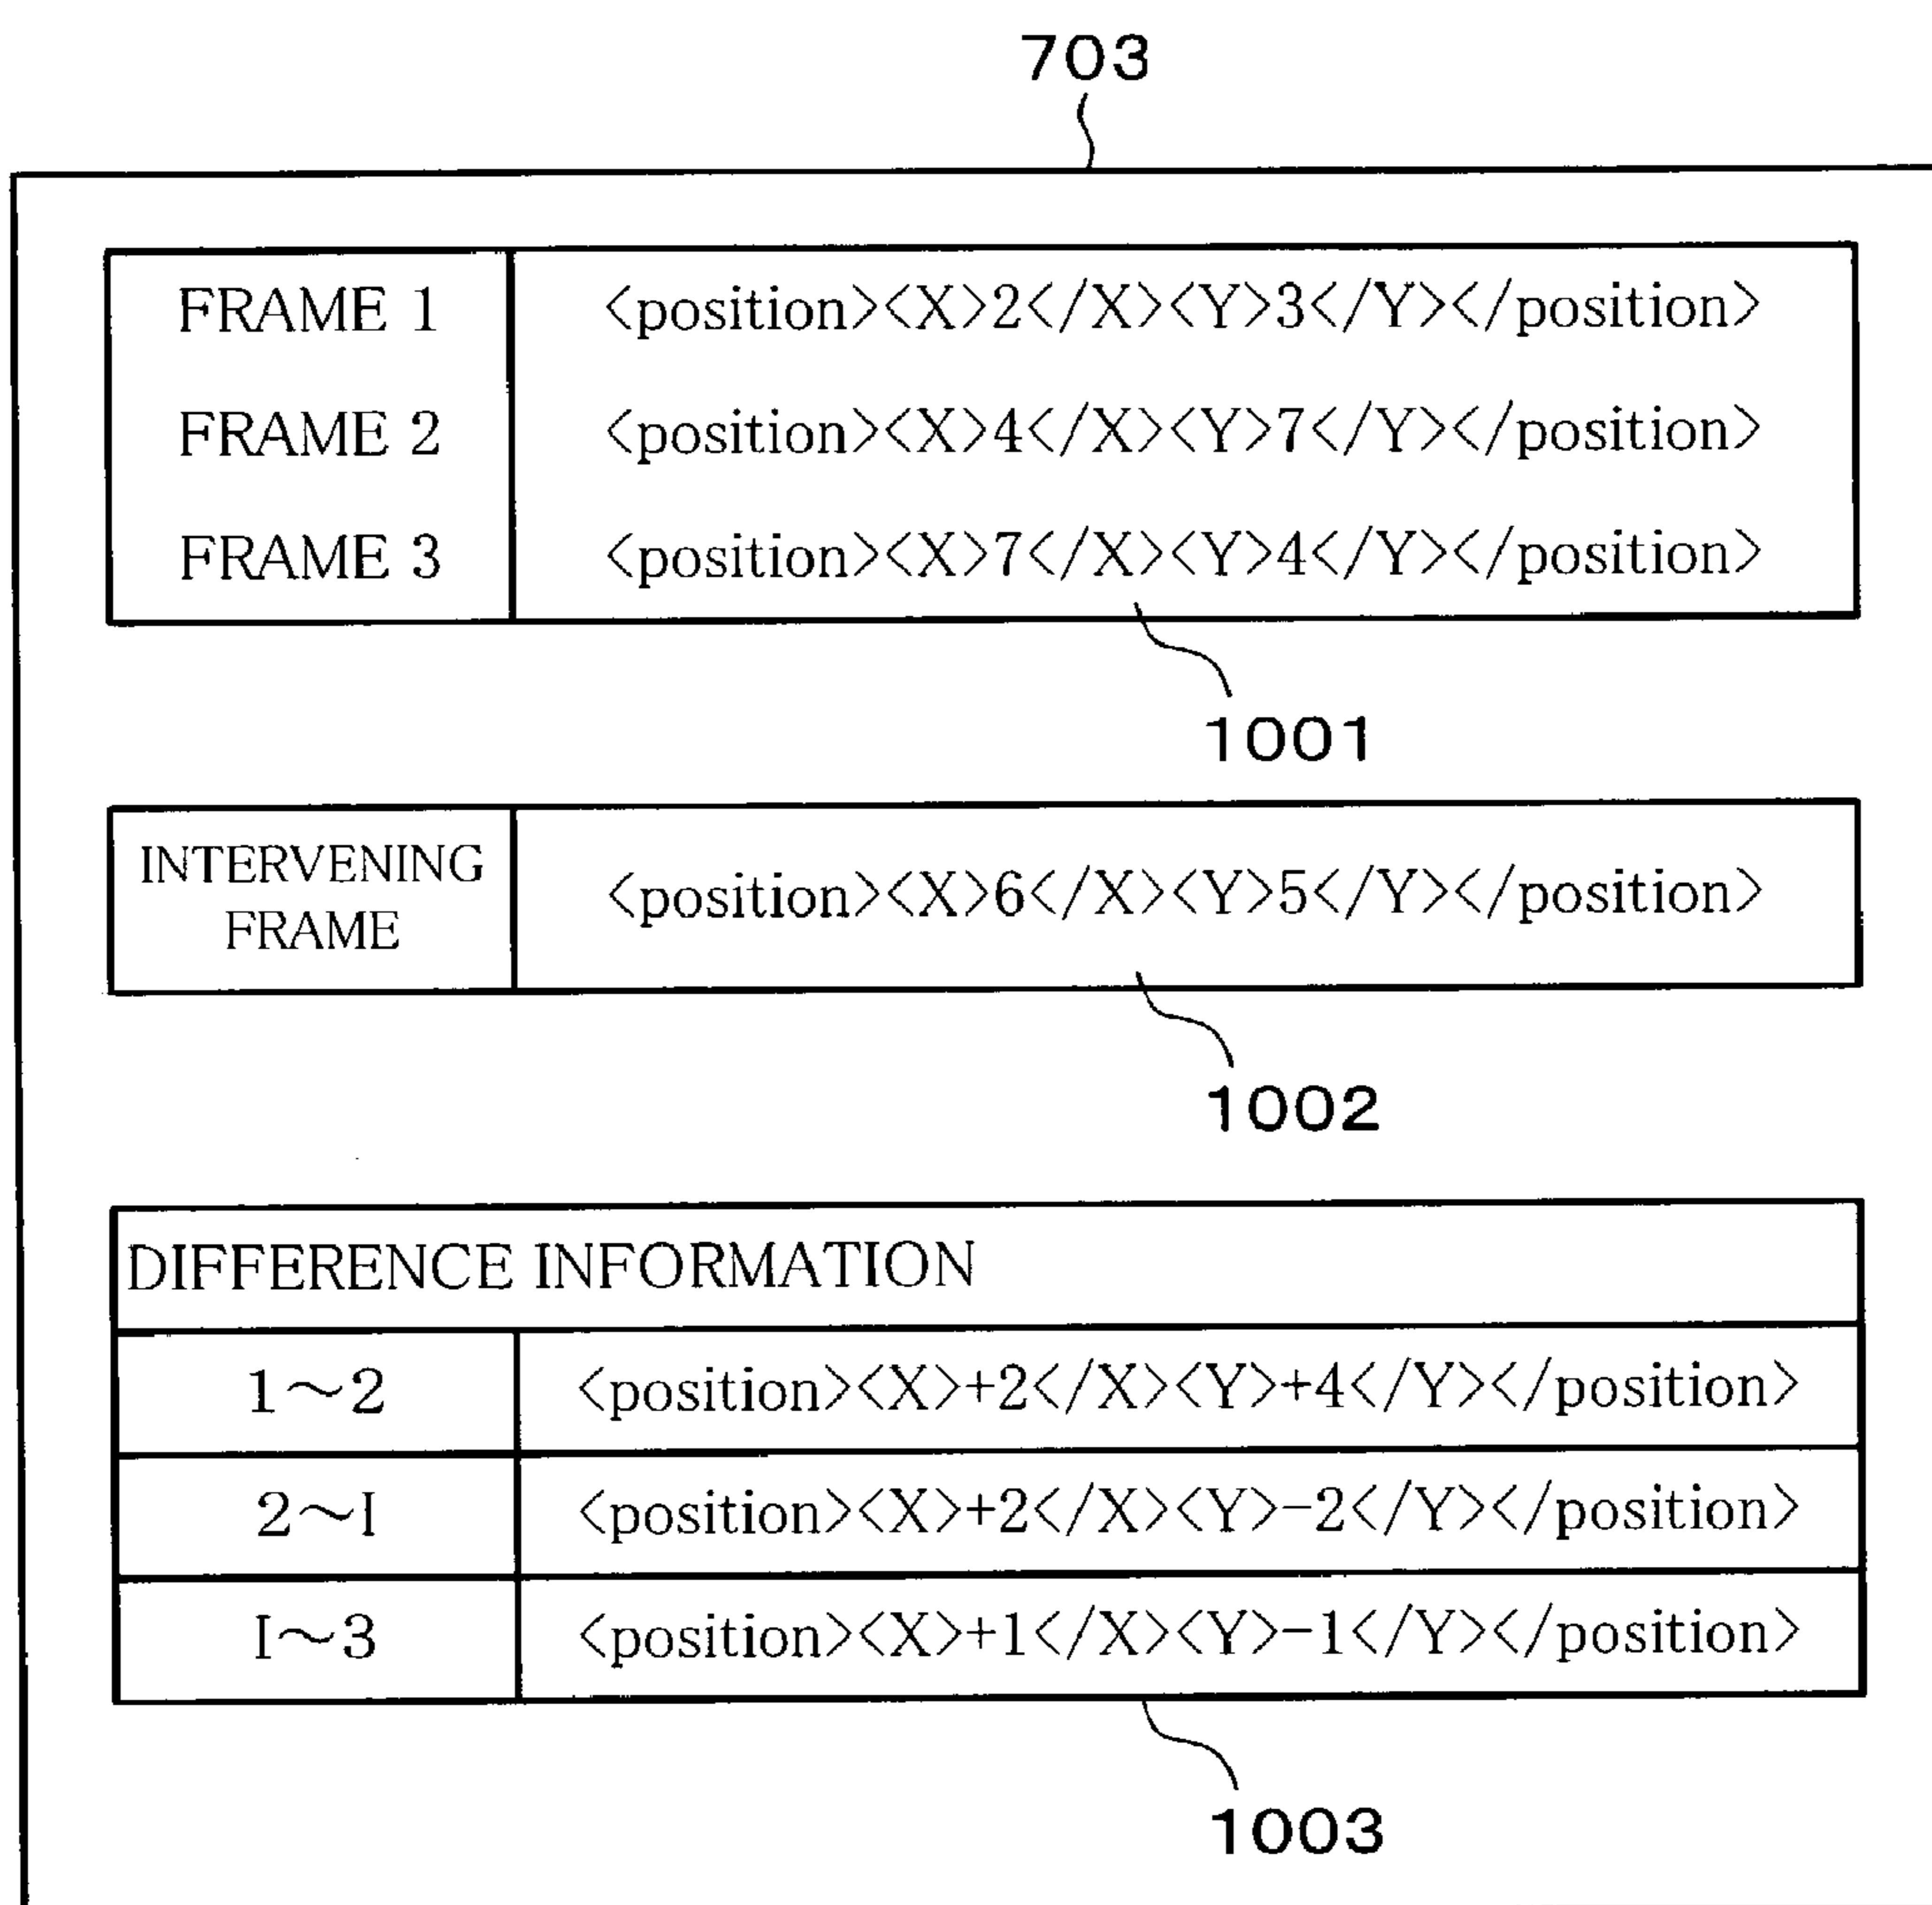 703
FRAME 1 <position><X>2</X><Y>3</Y></position>
FRAME 2 <position><X>4</X><Y>7</Y></position>
FRAME 3 <position><X>7</X><Y>4</Y></position>
1001
INTERVENING
FRAME
<position><X>6</X><Y>5</Y></position>
1002
DIFFERENCE INFORMATION
1～2 <position><X>+2</X><Y>+4</Y></position>
2～I <position><X>+2</X><Y>-2</Y></position>
I～3 <position><X>+1</X><Y>-1</Y></position>
1003